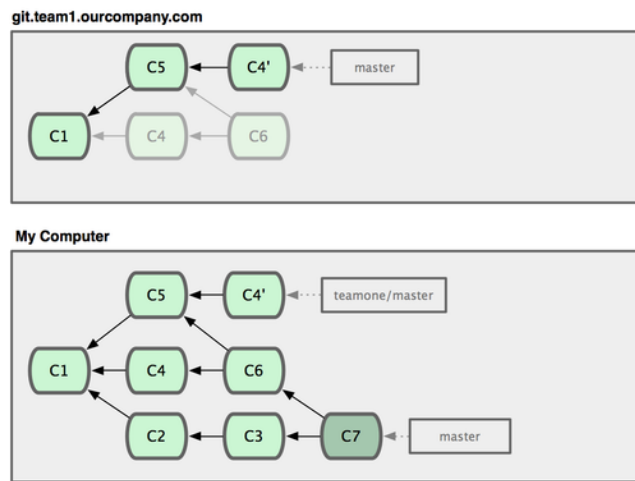 git.team1.ourcompany.com
C5 C4' master
C1 C4 C6
My Computer
C5 C4' teamone/master
C1 C4 C6
C2 C3 C7 master